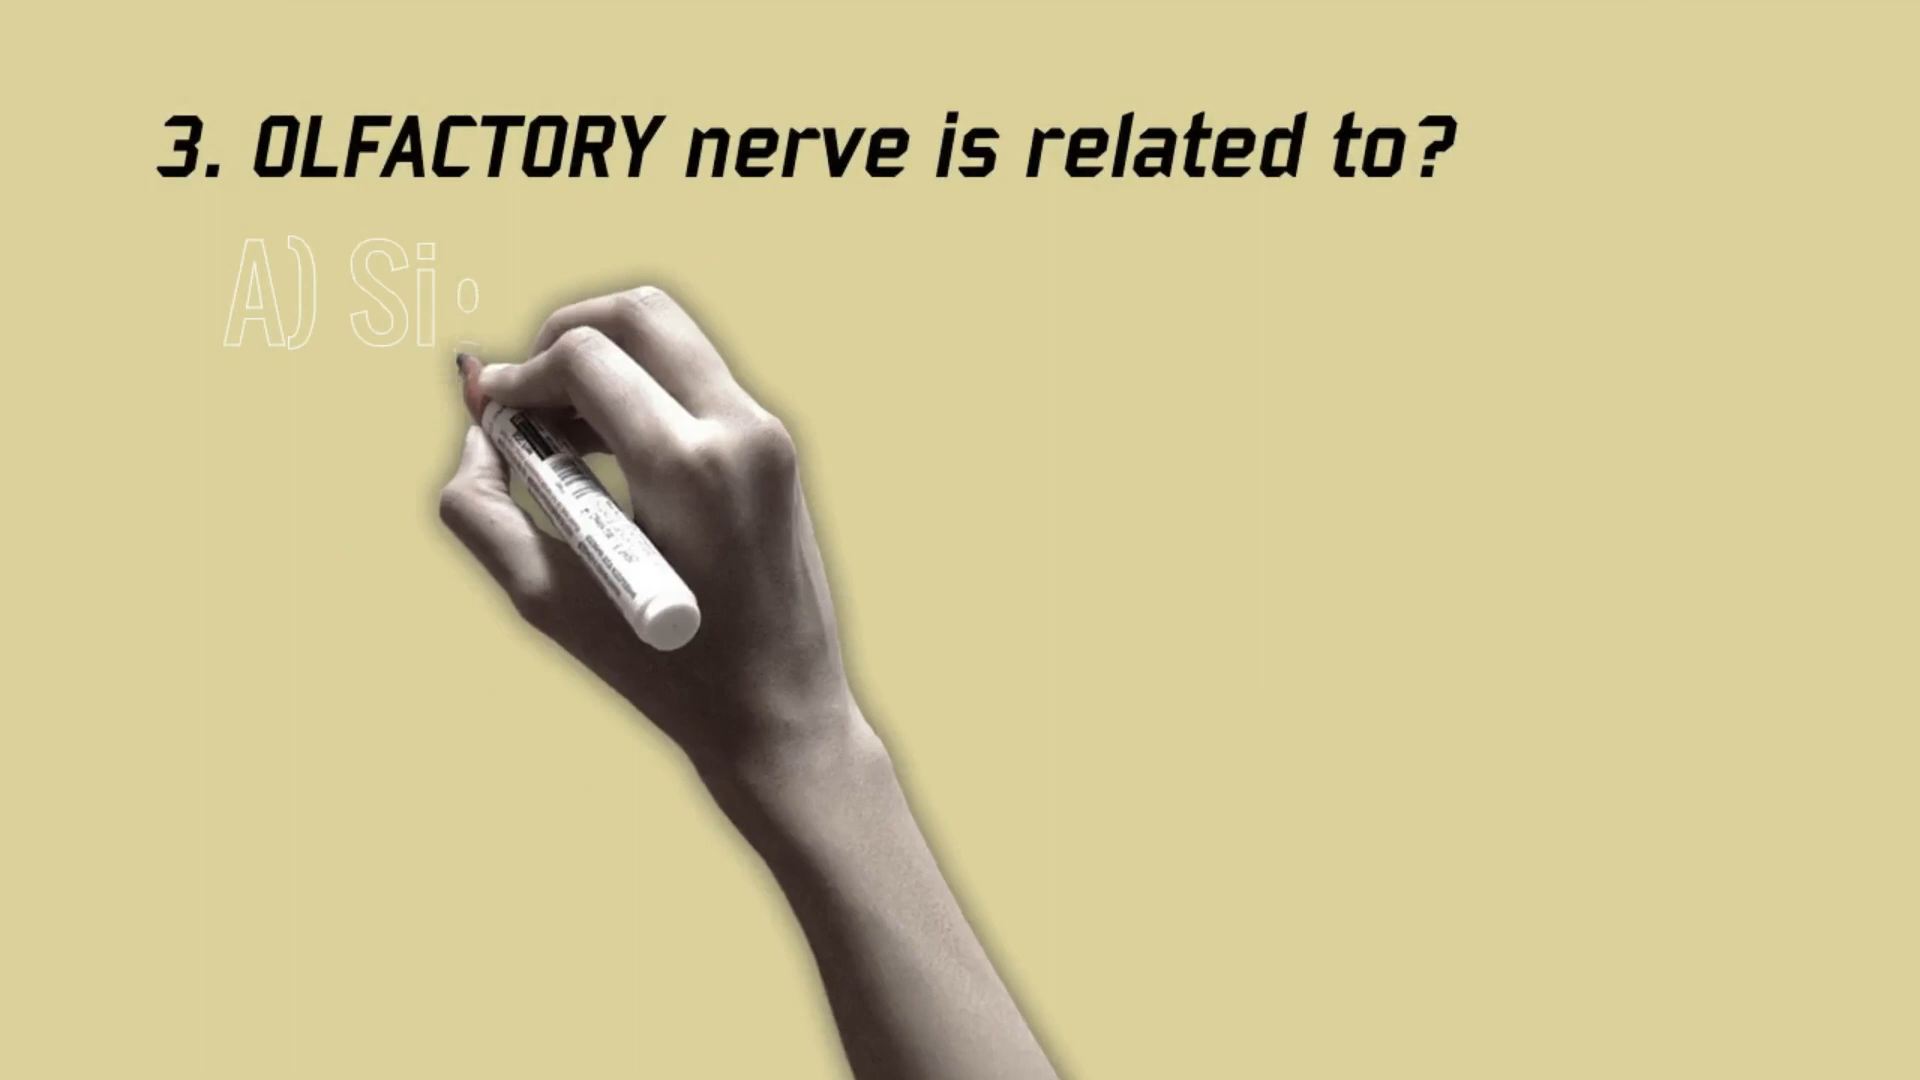 3. OLFACTORY nerve is related to?
A) Si